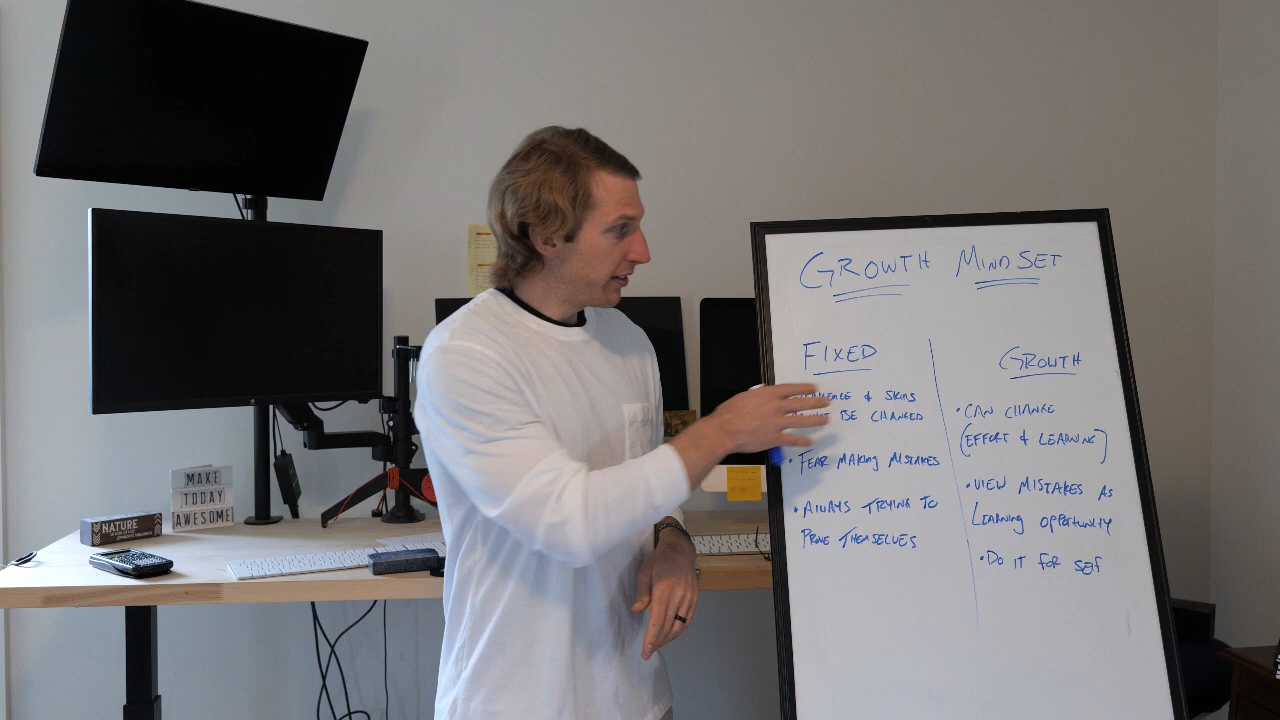 GROWTH MINDSET
FIXED
& SKILLS
BE CHANGED
• FEAR MAKING MISTAKES
• ALWAYS TRYING TO
PROVE THEMSELVES
GROWTH
• CAN CHANGE
(EFFORT & LEARNING)
• VIEW MISTAKES AS
LEARNING OPPORTUNITY
• DO IT FOR SELF
MAKE
TODAY
AWESOME
NATURE